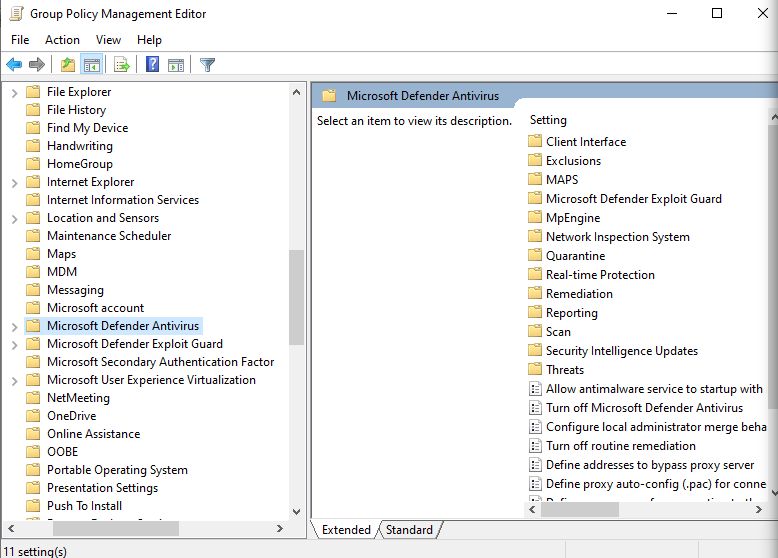 Group Policy Management Editor
File Action View Help
File Explorer
File History
Find My Device
Handwriting
HomeGroup
Internet Explorer
Internet Information Services
Location and Sensors
Maintenance Scheduler
Maps
MDM
Messaging
Microsoft account
Microsoft Defender Antivirus
Microsoft Defender Exploit Guard
Microsoft Secondary Authentication Factor
Microsoft User Experience Virtualization
NetMeeting
OneDrive
Online Assistance
OOBE
Portable Operating System
Presentation Settings
Push To Install
Microsoft Defender Antivirus
Select an item to view its description.
Setting
Client Interface
Exclusions
MAPS
Microsoft Defender Exploit Guard
MpEngine
Network Inspection System
Quarantine
Real-time Protection
Remediation
Reporting
Scan
Security Intelligence Updates
Threats
Allow antimalware service to startup with
Turn off Microsoft Defender Antivirus
Configure local administrator merge beha
Turn off routine remediation
Define addresses to bypass proxy server
Define proxy auto-config (.pac) for conne
Extended Standard
11 setting(s)